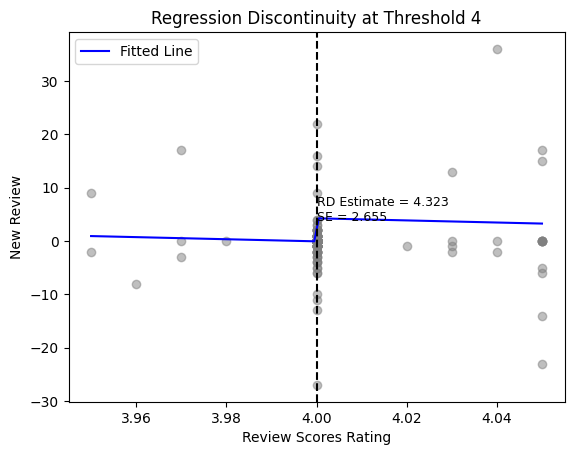 Regression Discontinuity at Threshold 4
Fitted Line
New Review
30
20
10
0
−10
−20
−30
RD Estimate = 4.323
SE = 2.655
3.96
3.98
4.00
4.02
4.04
Review Scores Rating